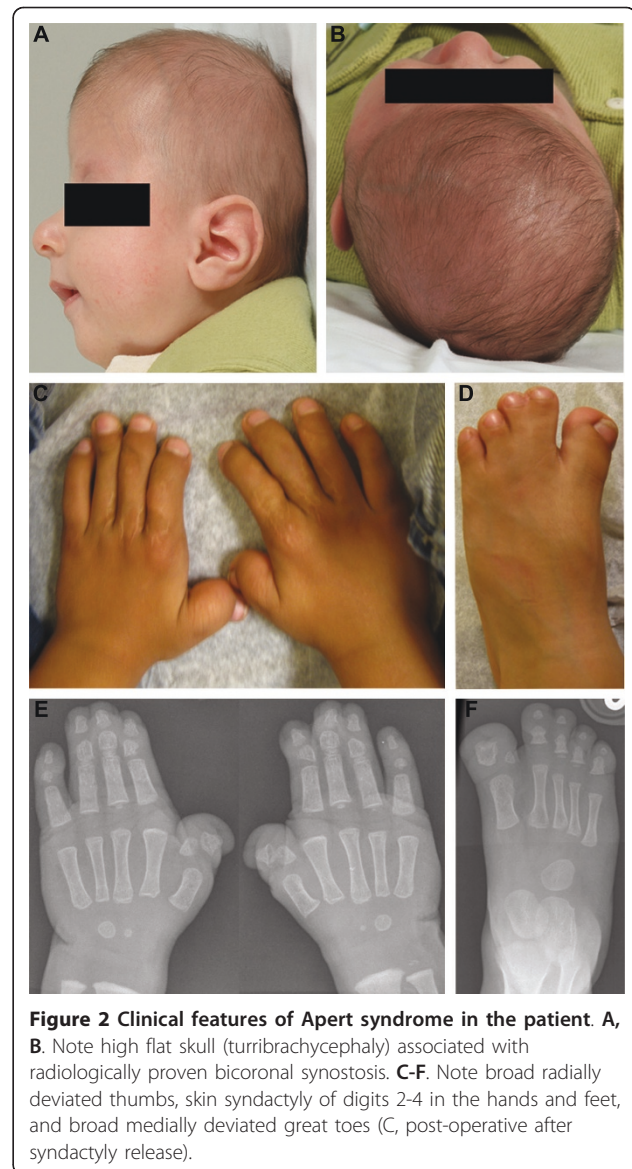 A
B
C
D
E
F
Figure 2 Clinical features of Apert syndrome in the patient. A,
B. Note high flat skull (turribrachycephaly) associated with
radiologically proven bicoronal synostosis. C-F. Note broad radially
deviated thumbs, skin syndactyly of digits 2-4 in the hands and feet,
and broad medially deviated great toes (C, post-operative after
syndactyly release).